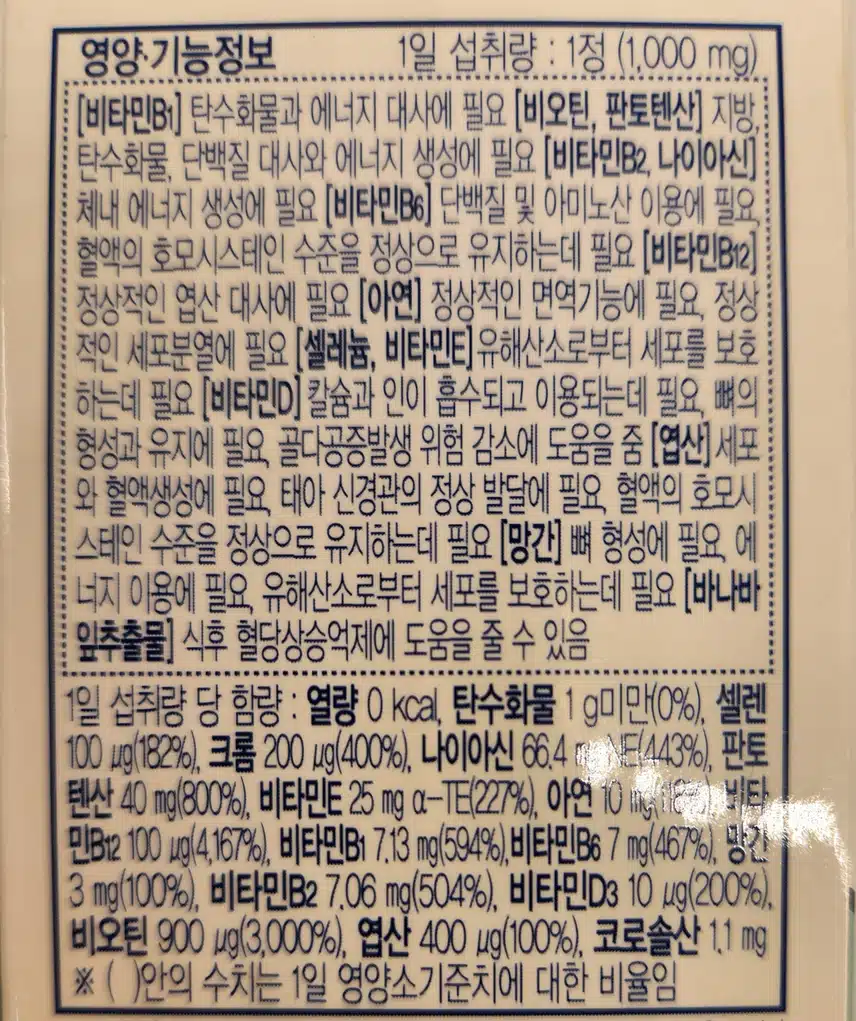 영양·기능정보 1일 섭취량 : 1정 (1,000 mg)
[비타민B1] 탄수화물과 에너지 대사에 필요 [비오틴, 판토텐산] 지방,
탄수화물, 단백질 대사와 에너지 생성에 필요 [비타민B2, 나이아신]
체내 에너지 생성에 필요 [비타민B6] 단백질 및 아미노산 이용에 필요,
혈액의 호모시스테인 수준을 정상으로 유지하는데 필요 [비타민B12]
정상적인 엽산 대사에 필요 [아연] 정상적인 면역기능에 필요, 정상
적인 세포분열에 필요 [셀레늄, 비타민E] 유해산소로부터 세포를 보호
하는데 필요 [비타민D] 칼슘과 인이 흡수되고 이용되는데 필요, 뼈의
형성과 유지에 필요, 골다공증발생 위험 감소에 도움을 줌 [엽산] 세포
와 혈액생성에 필요, 태아 신경관의 정상 발달에 필요, 혈액의 호모시
스테인 수준을 정상으로 유지하는데 필요 [망간] 뼈 형성에 필요, 에
너지 이용에 필요, 유해산소로부터 세포를 보호하는데 필요 [바나바
잎추출물] 식후 혈당상승억제에 도움을 줄 수 있음
1일 섭취량 당 함량 : 열량 0 kcal, 탄수화물 1 g미만(0%), 셀렌
100 μg(182%), 크롬 200 μg(400%), 나이아신 66.4 NE(443%), 판토
텐산 40 mg(800%), 비타민E 25 mg α-TE(227%), 아연 10 비타
민B12 100 μg(4,167%), 비타민B1 7.13 mg(594%), 비타민B6 7 mg(467%), 망간
3 mg(100%), 비타민B2 7.06 mg(504%), 비타민D3 10 μg(200%),
비오틴 900 μg(3,000%), 엽산 400 μg(100%), 코로솔산 1.1 mg
※ ( )안의 수치는 1일 영양소기준치에 대한 비율임